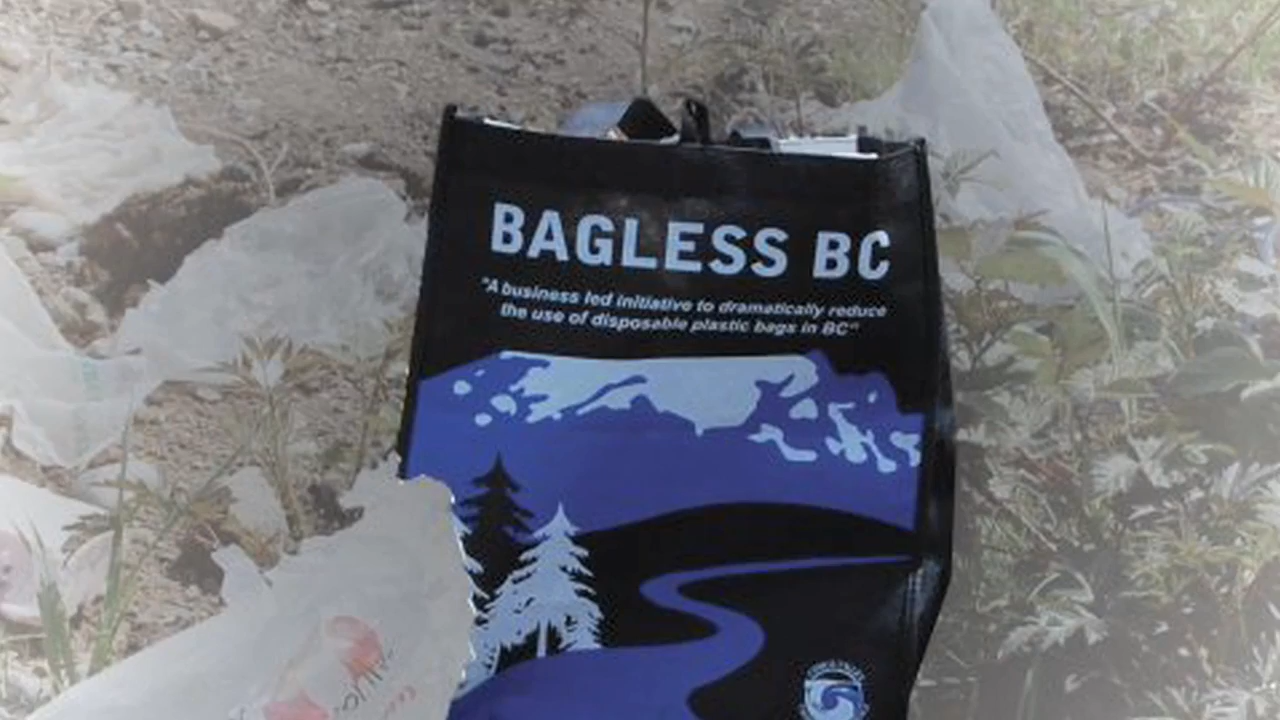 BAGLESS BC
"A business led initiative to dramatically reduce
the use of disposable plastic bags in BC"